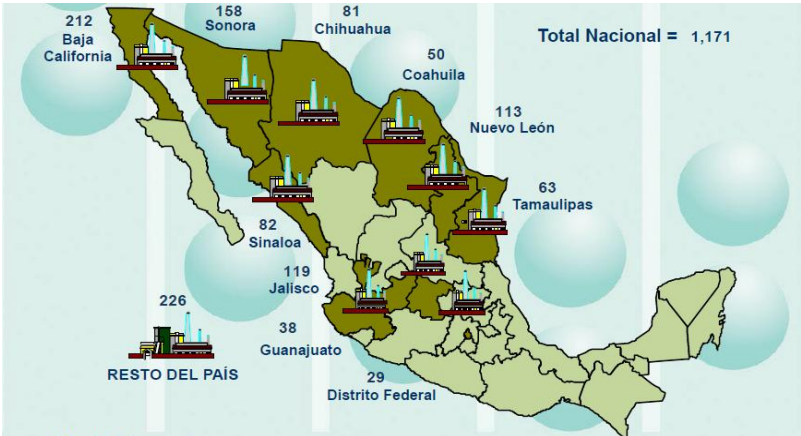 212
Baja
California
158
Sonora
81
Chihuahua
50
Coahuila
Total Nacional = 1,171
113
Nuevo León
63
Tamaulipas
82
Sinaloa
119
Jalisco
38
Guanajuato
29
Distrito Federal
226
RESTO DEL PAÍS